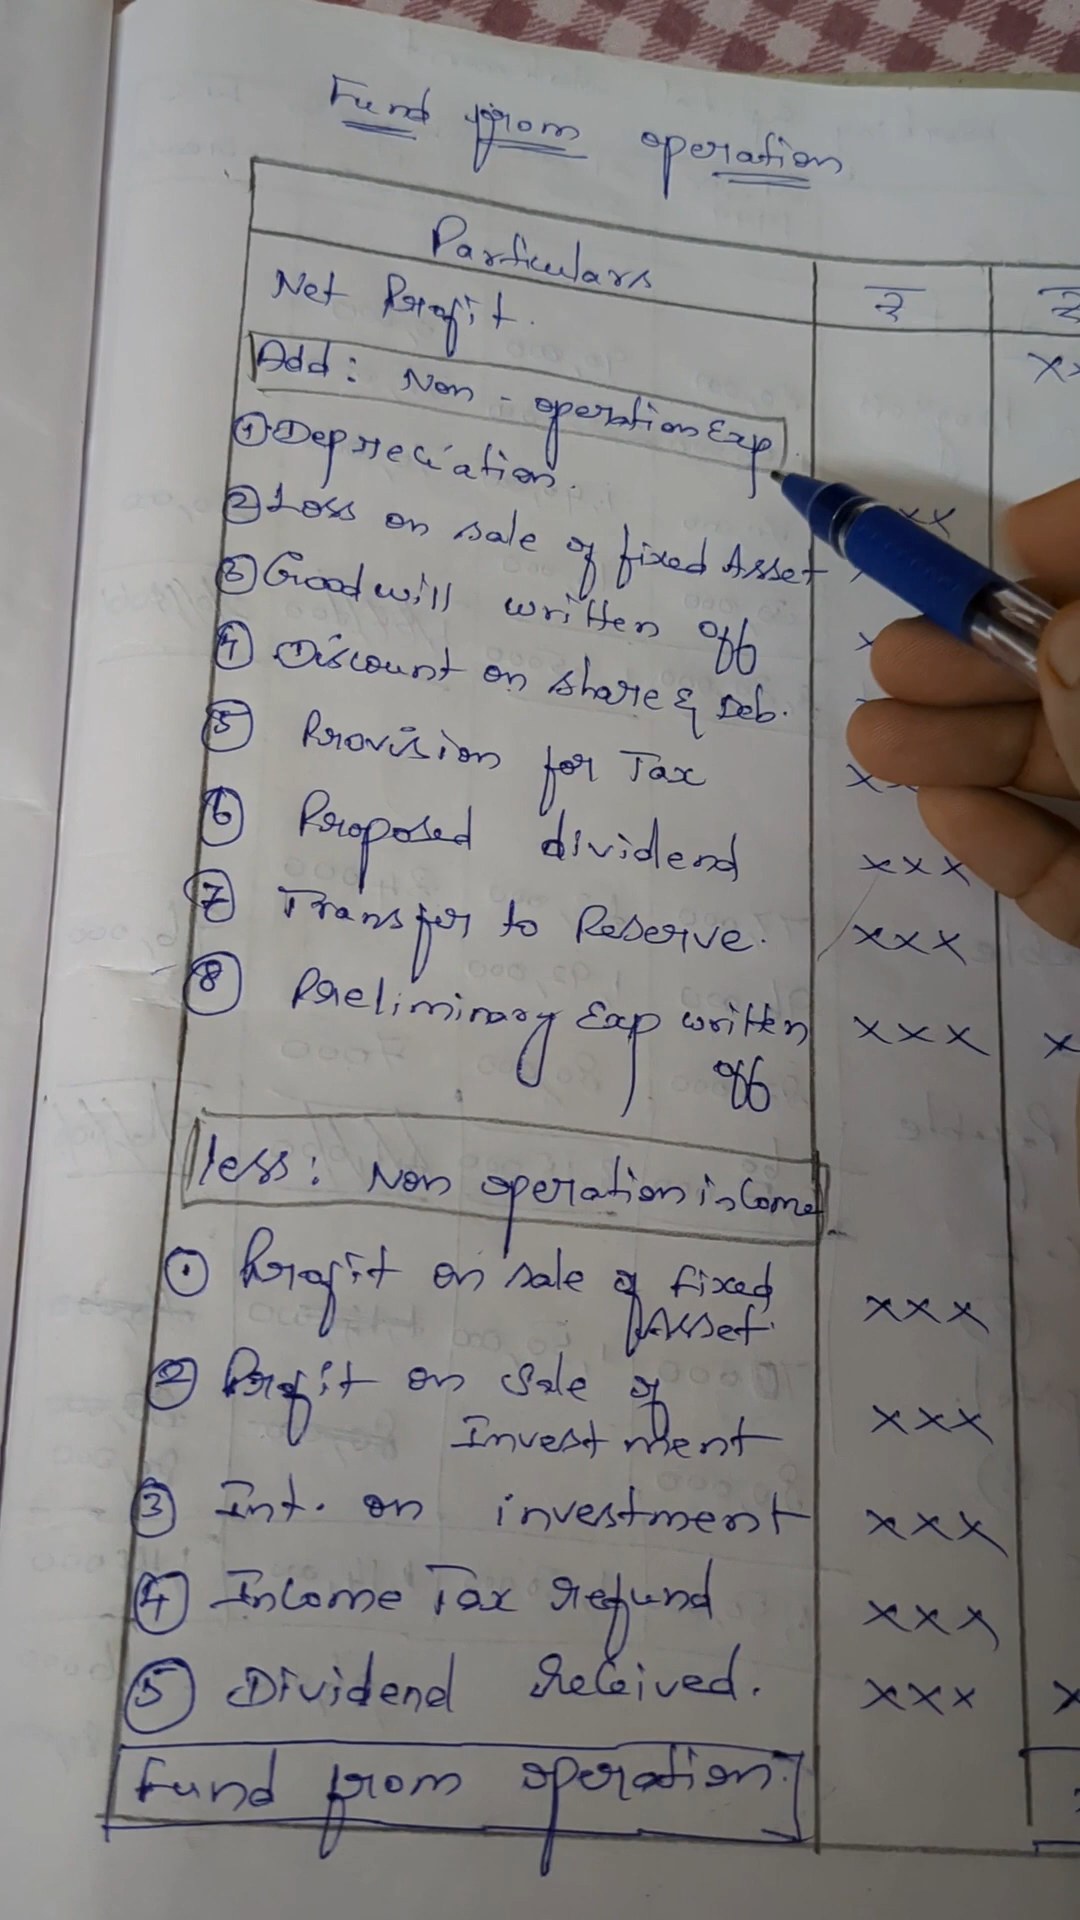 Fund from operation
Particulars ₹ ₹
Net Profit. xx
Add: Non-operation Exp
① Depreciation. xx
② Loss on sale of fixed Asset
③ Goodwill written off x
④ Discount on share & Deb.
⑤ Provision for Tax xx
⑥ Proposed dividend xxx
⑦ Transfer to Reserve. xxx
⑧ Preliminary Exp written xxx x
off
less: Non operation income
① Profit on sale of fixed
Asset. xxx
② Profit on sale of
Investment xxx
③ Int. on investment xxx
④ Income Tax refund xxx
⑤ Dividend received. xxx x
Fund from operation.